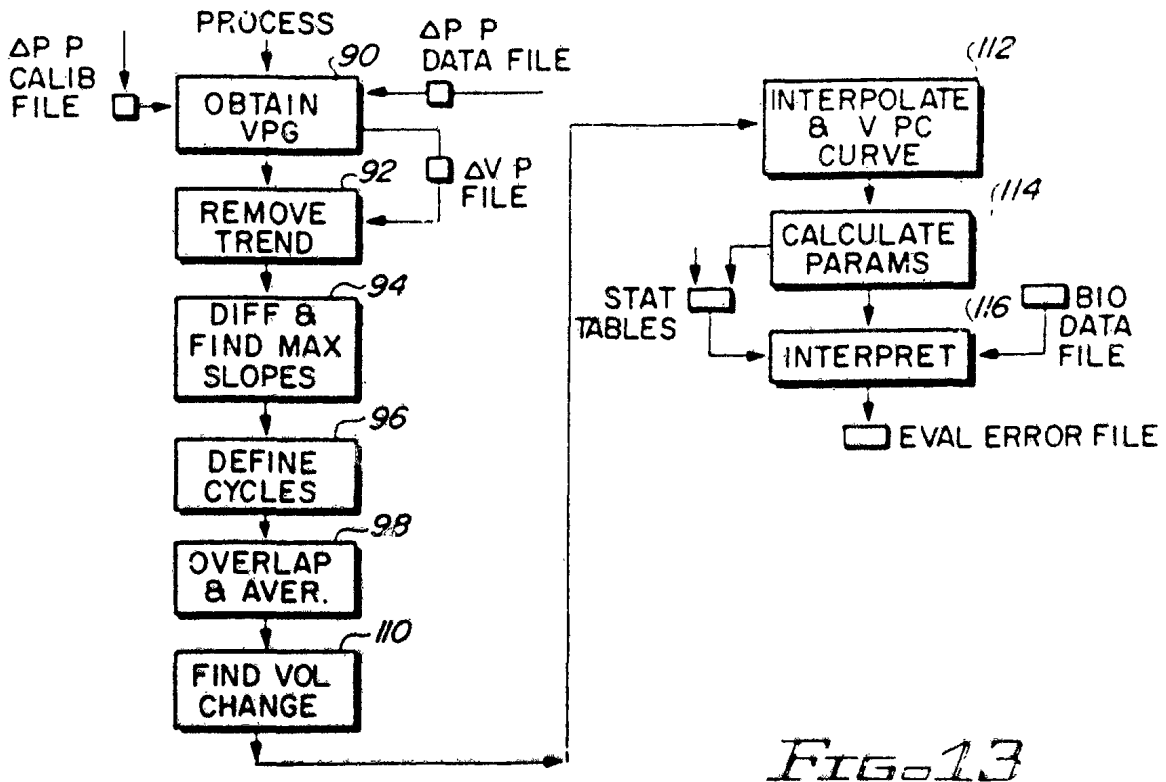 PROCESS
ΔP P
CALIB
FILE
90
ΔP P
DATA FILE
OBTAIN
VPG
ΔV P
FILE
92
REMOVE
TREND
94
DIFF &
FIND MAX
SLOPES
96
DEFINE
CYCLES
98
OVERLAP
& AVER.
110
FIND VOL
CHANGE
112
INTERPOLATE
& V PC
CURVE
114
CALCULATE
PARAMS
STAT
TABLES
116
BIO
DATA
FILE
INTERPRET
EVAL ERROR FILE
FIG. 13